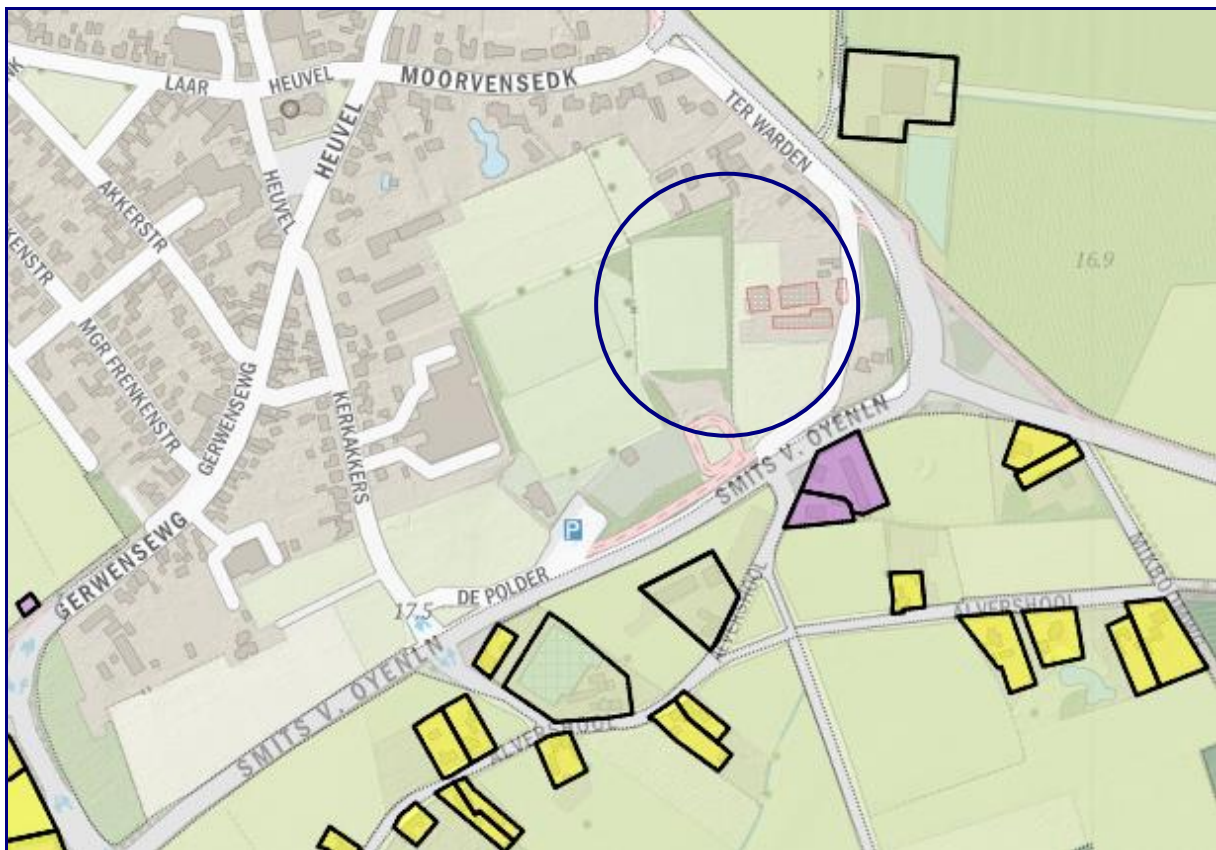 LAAR
HEUVEL
MOORVENSEDK
TER WARDEN
HEUVEL
HEUVEL
AKKERSTR
KENSTR
MGR FRENKENSTR
GERWENSEWG
KERKAKKERS
16.9
SMITS V. OYENLN
P
GERWENSEWG
17.5
DE POLDER
SMITS V. OYENLN
ALVERSHOOL
ALVERSHOOL
ALVERSHOOL